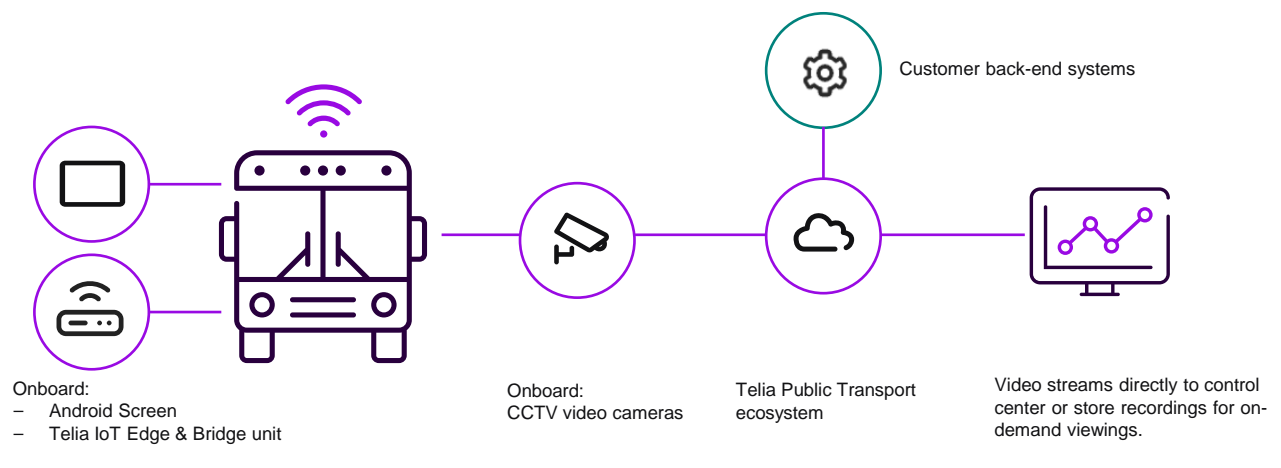 Customer back-end systems
Onboard:
– Android Screen
– Telia IoT Edge & Bridge unit
Onboard:
CCTV video cameras
Telia Public Transport
ecosystem
Video streams directly to control
center or store recordings for on-
demand viewings.